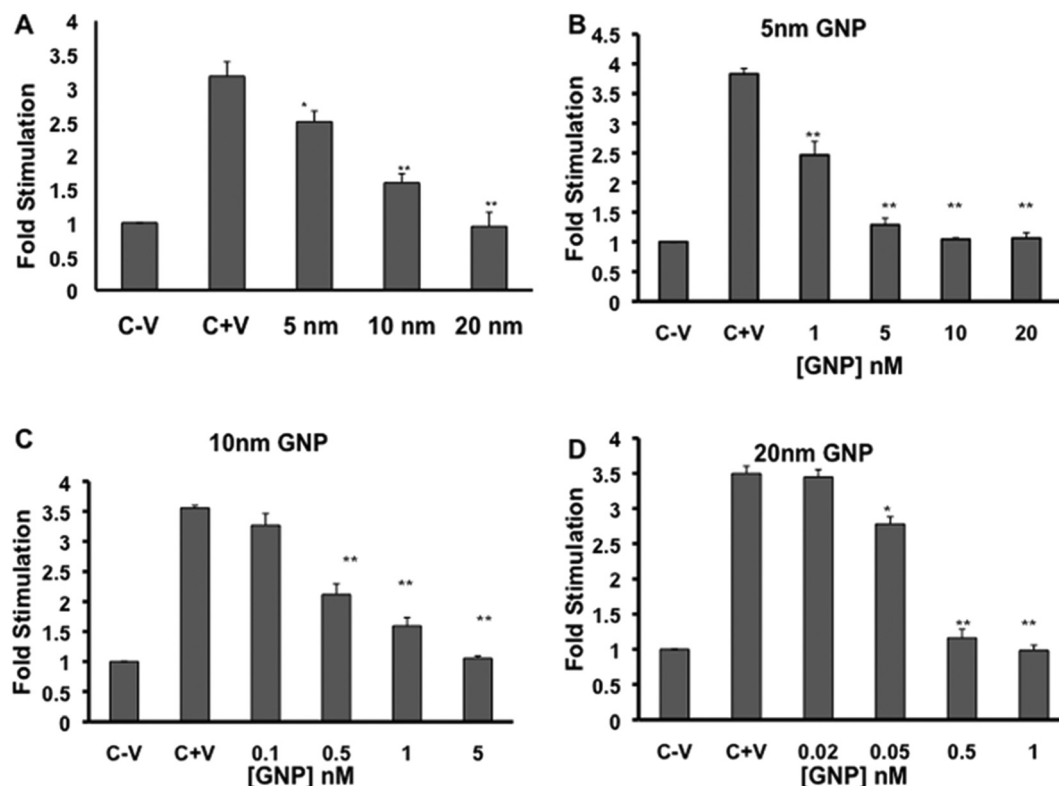 A
4
3.5
3
2.5
2
1.5
1
0.5
0
Fold Stimulation
*
**
**
C-V C+V 5 nm 10 nm 20 nm
B
5nm GNP
4.5
4
3.5
3
2.5
2
1.5
1
0.5
0
Fold Stimulation
**
** ** **
C-V C+V 1 5 10 20
[GNP] nM
C
10nm GNP
4
3.5
3
2.5
2
1.5
1
0.5
0
Fold Stimulation
**
**
**
C-V C+V 0.1 0.5 1 5
[GNP] nM
D
20nm GNP
4
3.5
3
2.5
2
1.5
1
0.5
0
Fold Stimulation
*
** **
C-V C+V 0.02 0.05 0.5 1
[GNP] nM